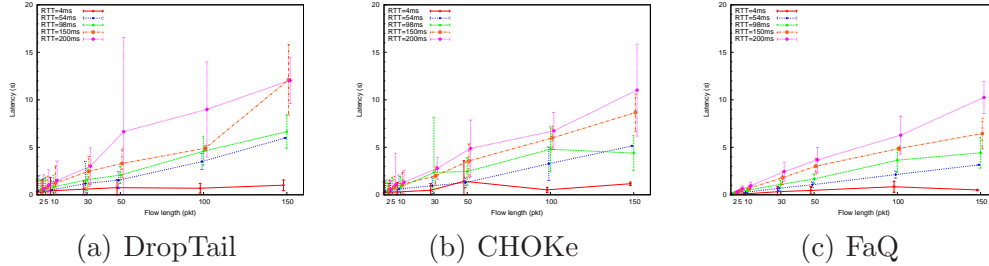 RTT=4ms
RTT=54ms
RTT=98ms
RTT=150ms
RTT=200ms
20
15
10
5
0
Latency (s)
2 5 10 30 50 100 150
Flow length (pkt)
(a) DropTail
RTT=4ms
RTT=54ms
RTT=98ms
RTT=150ms
RTT=200ms
20
15
10
5
0
Latency (s)
2 5 10 30 50 100 150
Flow length (pkt)
(b) CHOKe
RTT=4ms
RTT=54ms
RTT=98ms
RTT=150ms
RTT=200ms
20
15
10
5
0
Latency (s)
2 5 10 30 50 100 150
Flow length (pkt)
(c) FaQ